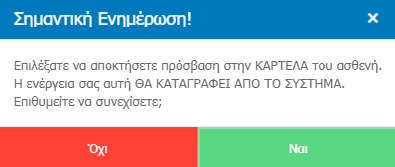 Σημαντική Ενημέρωση!
Επιλέξατε να αποκτήσετε πρόσβαση στην ΚΑΡΤΕΛΑ του ασθενή.
Η ενέργεια σας αυτή ΘΑ ΚΑΤΑΓΡΑΦΕΙ ΑΠΟ ΤΟ ΣΥΣΤΗΜΑ.
Επιθυμείτε να συνεχίσετε;
Όχι
Ναι